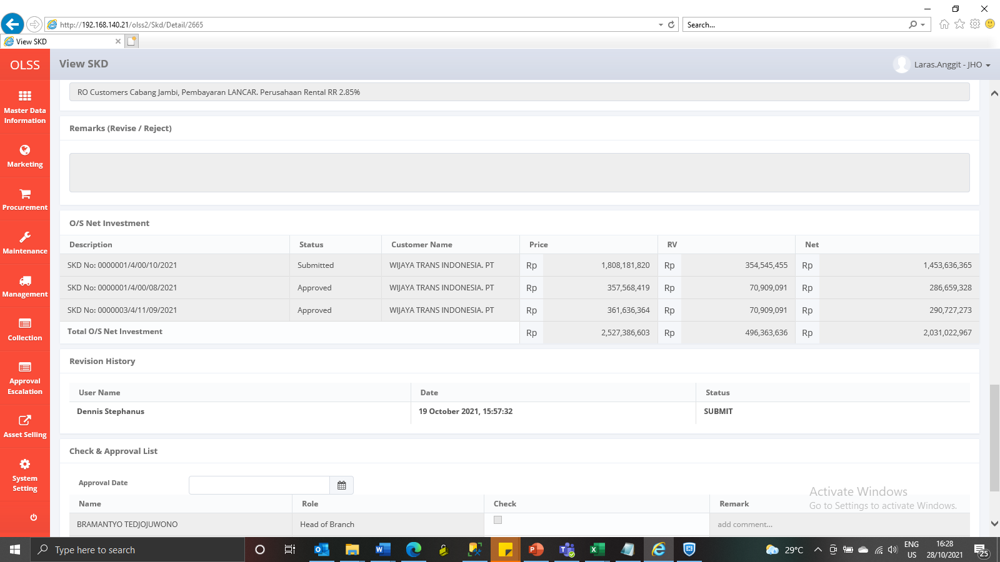 http://192.168.140.21/olss2/Skd/Detail/2665
Search...
View SKD
OLSS
View SKD
Laras.Anggit - JHO
Master Data
Information
Marketing
Procurement
Maintenance
Management
Collection
Approval
Escalation
Asset Selling
System
Setting
RO Customers Cabang Jambi, Pembayaran LANCAR. Perusahaan Rental RR 2.85%
Remarks (Revise / Reject)
O/S Net Investment
Description Status Customer Name Price RV Net
SKD No: 0000001/4/00/10/2021 Submitted WIJAYA TRANS INDONESIA. PT Rp 1,808,181,820 Rp 354,545,455 Rp 1,453,636,365
SKD No: 0000001/4/00/08/2021 Approved WIJAYA TRANS INDONESIA. PT Rp 357,568,419 Rp 70,909,091 Rp 286,659,328
SKD No: 0000003/4/11/09/2021 Approved WIJAYA TRANS INDONESIA. PT Rp 361,636,364 Rp 70,909,091 Rp 290,727,273
Total O/S Net Investment Rp 2,527,386,603 Rp 496,363,636 Rp 2,031,022,967
Revision History
User Name Date Status
Dennis Stephanus 19 October 2021, 15:57:32 SUBMIT
Check & Approval List
Approval Date
Name Role Check Remark
BRAMANTYO TEDJOJUWONO Head of Branch add comment...
Activate Windows
Go to Settings to activate Windows.
Type here to search
29°C
ENG
US
16:28
28/10/2021
25